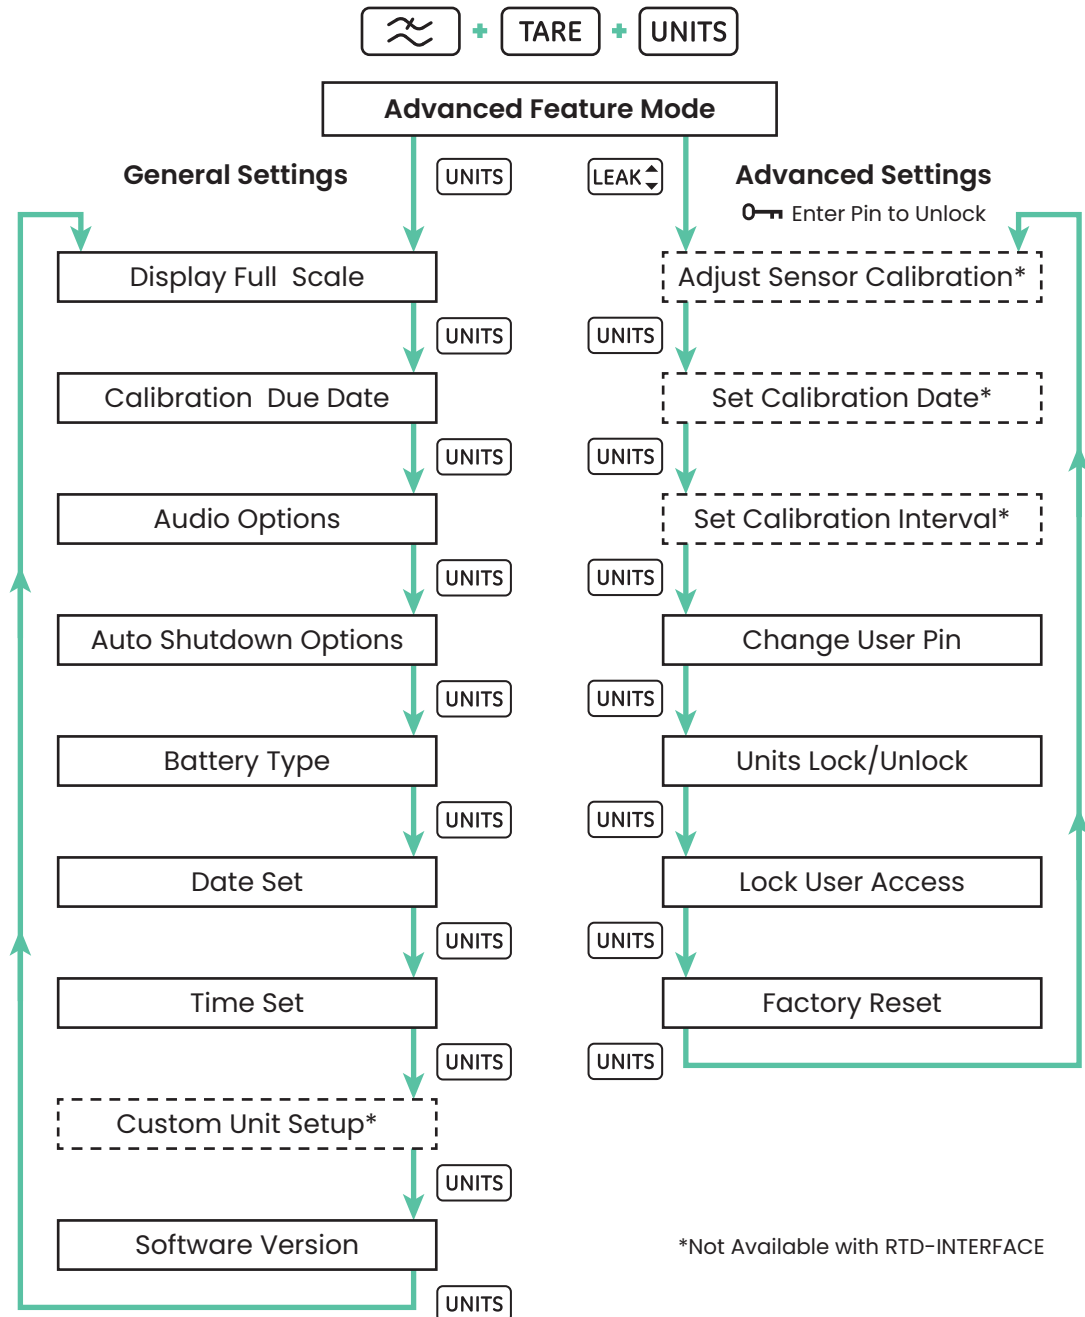 + TARE + UNITS
Advanced Feature Mode
General Settings
UNITS
LEAK
Advanced Settings
Enter Pin to Unlock
Display Full Scale
Adjust Sensor Calibration*
UNITS
UNITS
Calibration Due Date
Set Calibration Date*
UNITS
UNITS
Audio Options
Set Calibration Interval*
UNITS
UNITS
Auto Shutdown Options
Change User Pin
UNITS
UNITS
Battery Type
Units Lock/Unlock
UNITS
UNITS
Date Set
Lock User Access
UNITS
UNITS
Time Set
Factory Reset
UNITS
UNITS
Custom Unit Setup*
UNITS
Software Version
*Not Available with RTD-INTERFACE
UNITS